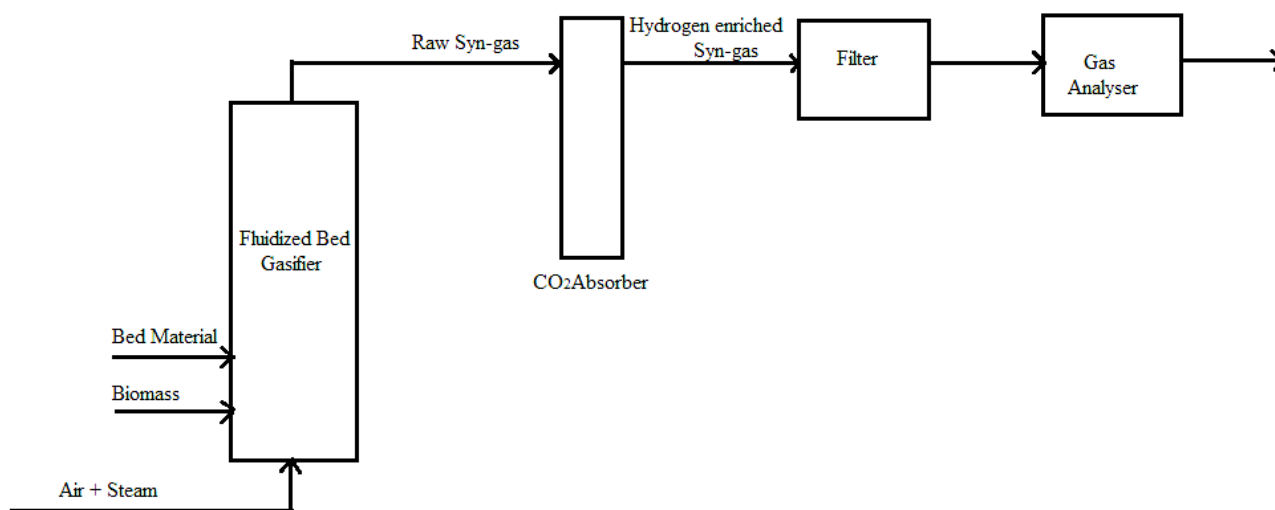 Raw Syn-gas
Hydrogen enriched
Syn-gas
Filter
Gas
Analyser
Fluidized Bed
Gasifier
CO2Absorber
Bed Material
Biomass
Air + Steam